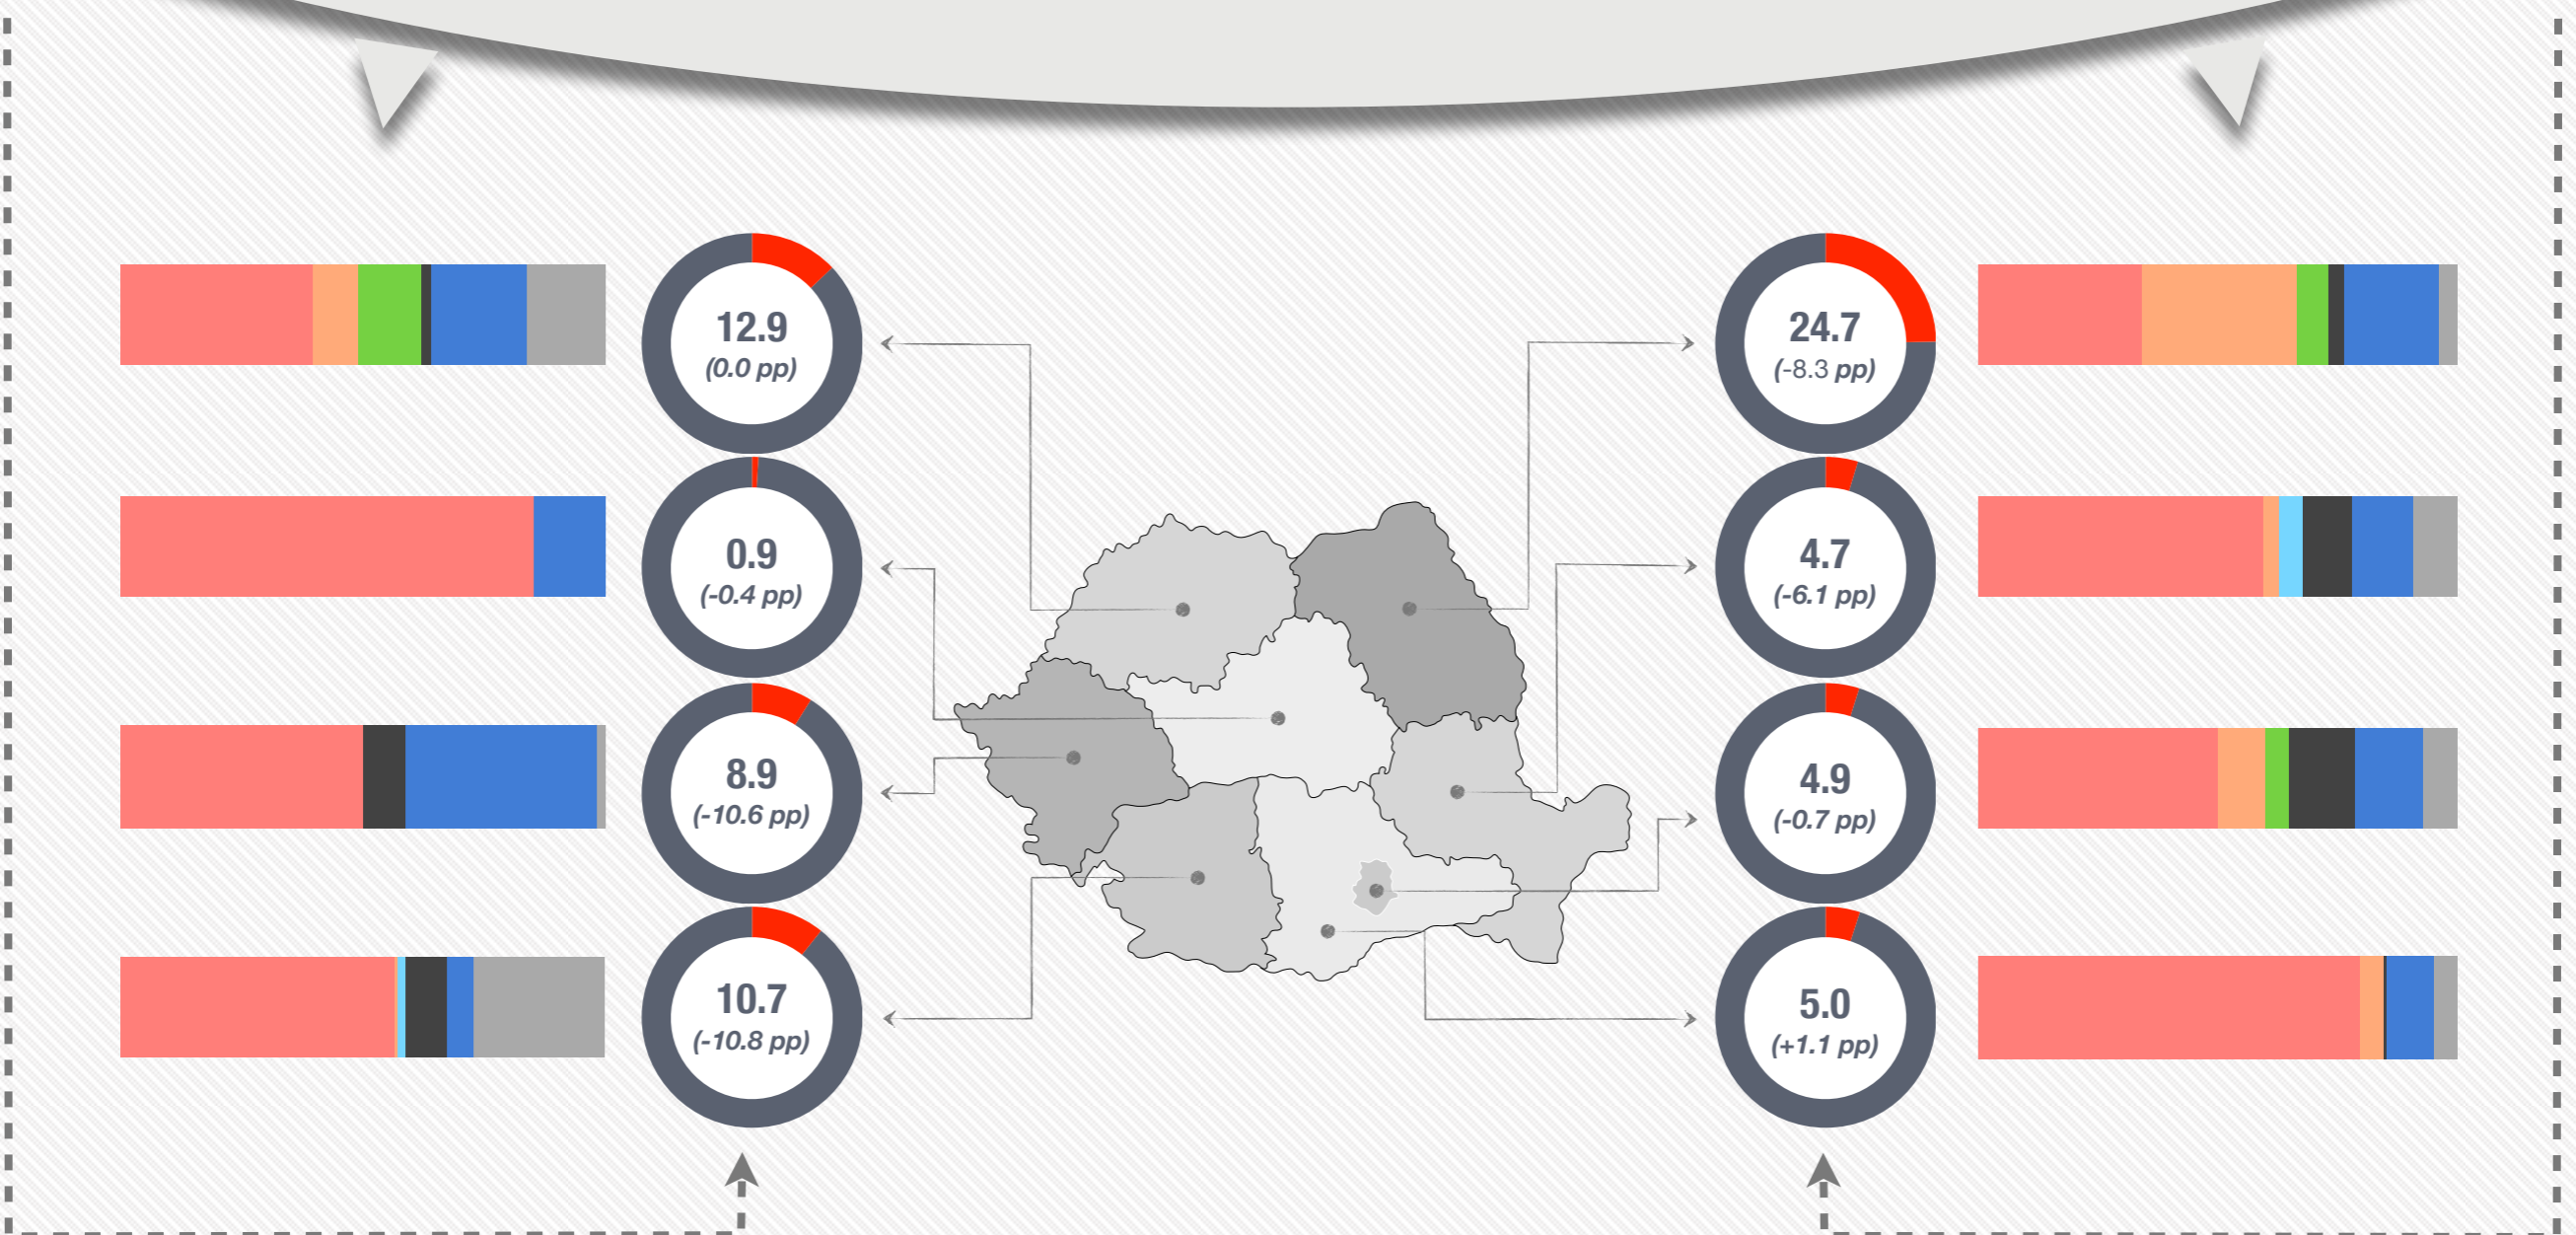 12.9
(0.0 pp)
0.9
(-0.4 pp)
8.9
(-10.6 pp)
10.7
(-10.8 pp)
24.7
(-8.3 pp)
4.7
(-6.1 pp)
4.9
(-0.7 pp)
5.0
(+1.1 pp)